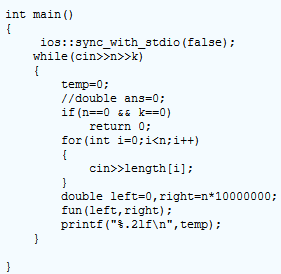 int main()
{
ios::sync_with_stdio(false);
while(cin>>n>>k)
{
temp=0;
//double ans=0;
if(n==0 && k==0)
return 0;
for(int i=0;i<n;i++)
{
cin>>length[i];
}
double left=0,right=n*10000000;
fun(left,right);
printf("%.2lf\n",temp);
}
}